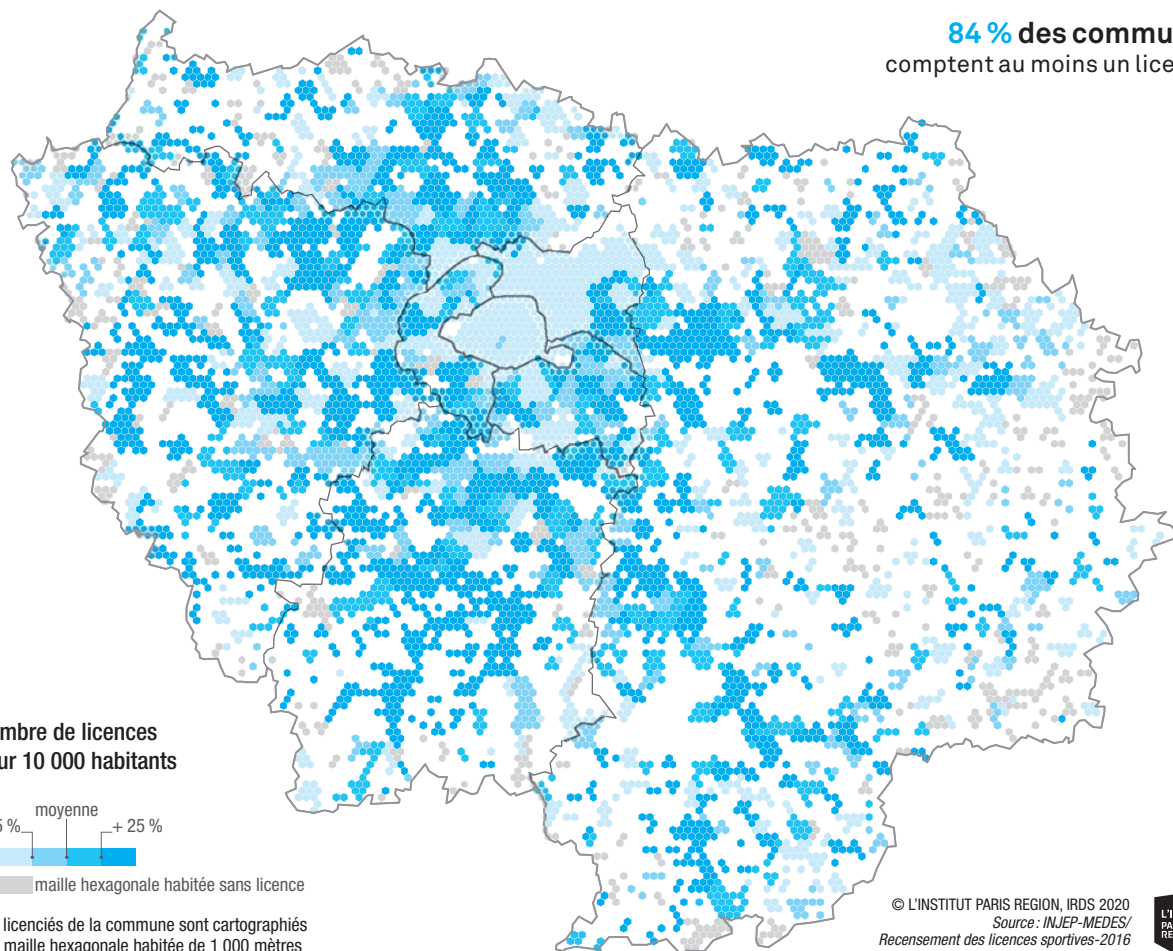 84 % des commu
comptent au moins un lice
mbre de licences
ur 10 000 habitants
moyenne
5 %
+ 25 %
maille hexagonale habitée sans licence
licenciés de la commune sont cartographiés
maille hexagonale habitée de 1 000 mètres
© L'INSTITUT PARIS REGION, IRDS 2020
Source : INJEP-MEDES/
Recensement des licences sportives-2016
L'I
PA
RE